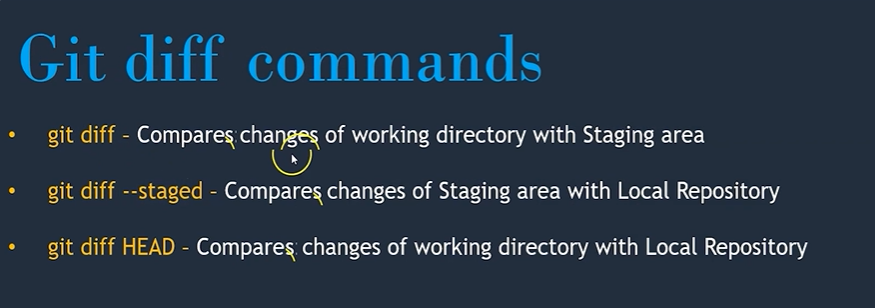 Git diff commands
• git diff - Compares changes of working directory with Staging area
• git diff --staged - Compares changes of Staging area with Local Repository
• git diff HEAD - Compares changes of working directory with Local Repository